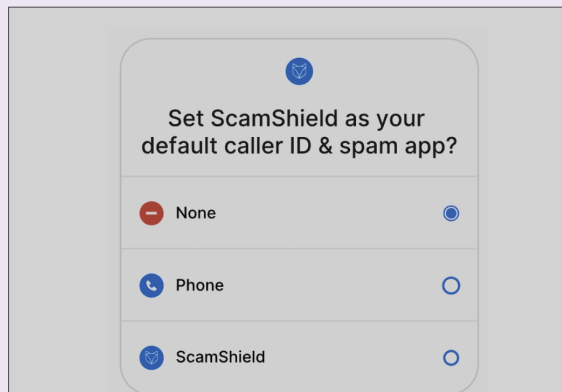 Set ScamShield as your
default caller ID & spam app?
None
Phone
ScamShield